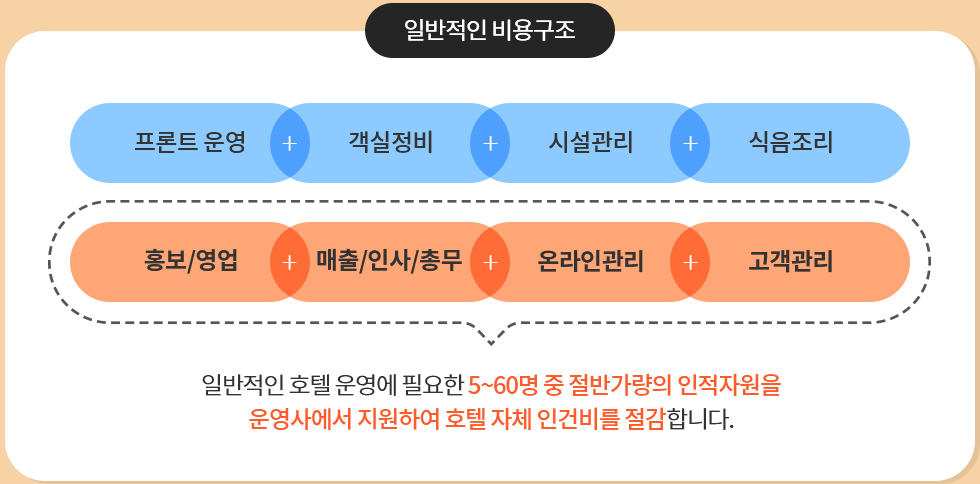 일반적인 비용구조
프론트 운영 + 객실정비 + 시설관리 + 식음조리
홍보/영업 + 매출/인사/총무 + 온라인관리 + 고객관리
일반적인 호텔 운영에 필요한 5~60명 중 절반가량의 인적자원을
운영사에서 지원하여 호텔 자체 인건비를 절감합니다.